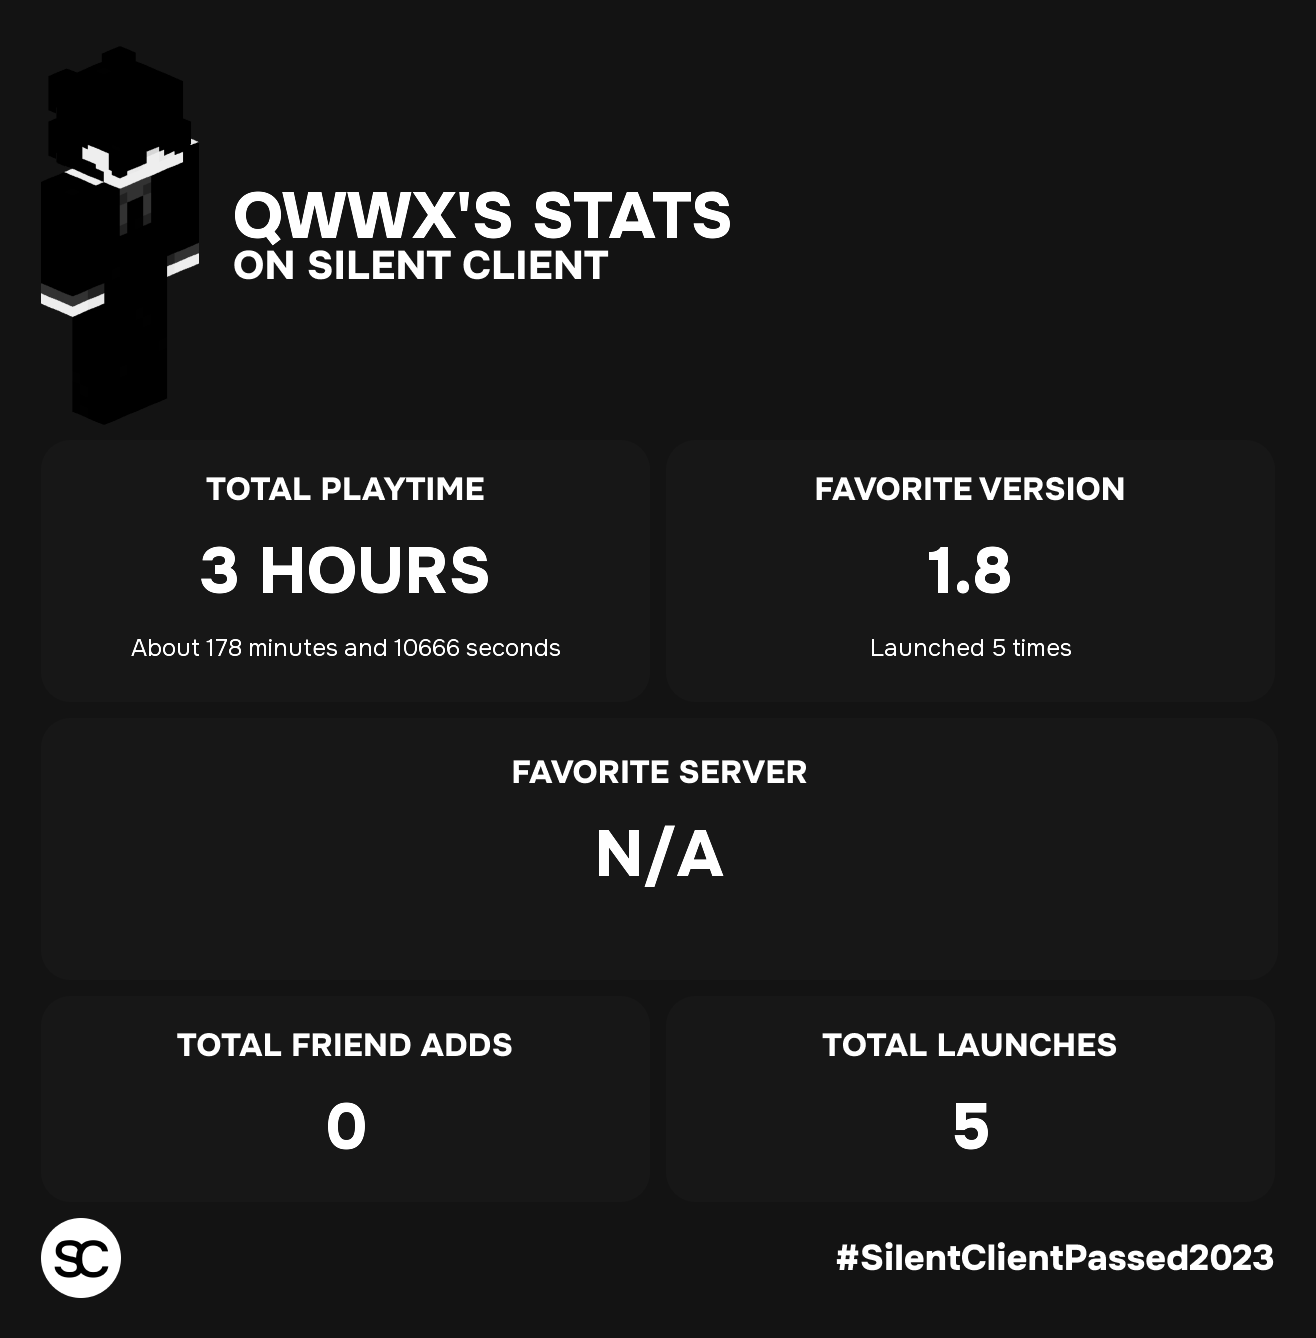 QWWX'S STATS
ON SILENT CLIENT
TOTAL PLAYTIME
3 HOURS
About 178 minutes and 10666 seconds
FAVORITE VERSION
1.8
Launched 5 times
FAVORITE SERVER
N/A
TOTAL FRIEND ADDS
0
TOTAL LAUNCHES
5
SC
#SilentClientPassed2023